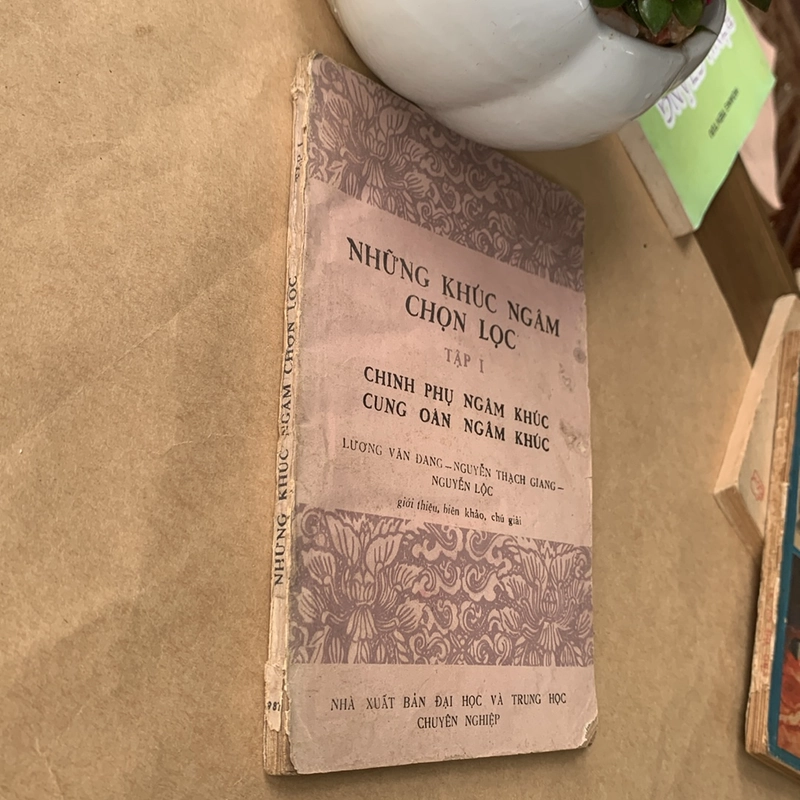 NHỮNG KHÚC NGÂM
CHỌN LỌC
TẬP I
CHINH PHỤ NGÂM KHÚC
CUNG OÁN NGÂM KHÚC
LƯƠNG VĂN ĐANG – NGUYỄN THẠCH GIANG –
NGUYỄN LỘC
giới thiệu, biên khảo, chú giải
NHÀ XUẤT BẢN ĐẠI HỌC VÀ TRUNG HỌC
CHUYÊN NGHIỆP
NHỮNG KHÚC NGÂM CHỌN LỌC
TẬP I